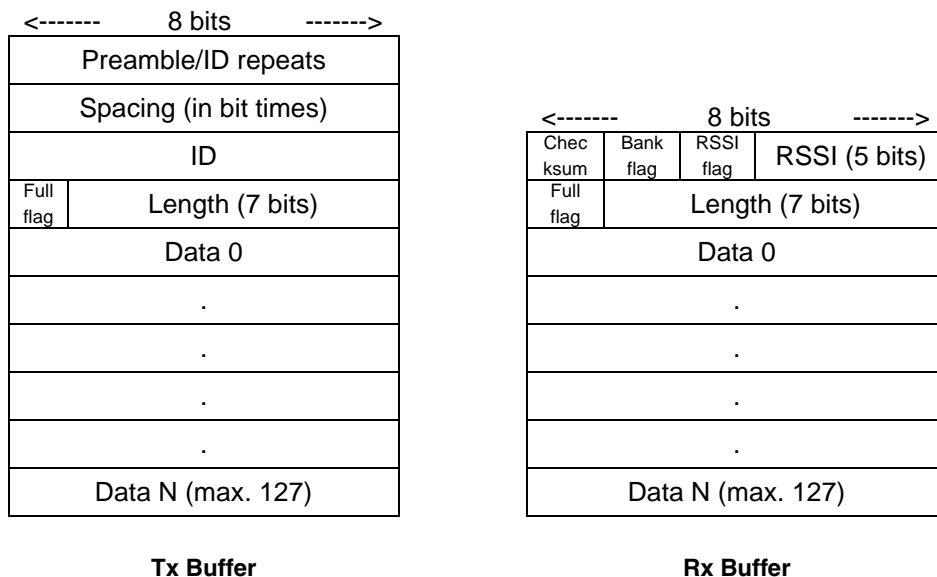 <------- 8 bits ------->
Preamble/ID repeats
Spacing (in bit times)
ID
Full
flag
Length (7 bits)
Data 0
.
.
.
.
Data N (max. 127)
Tx Buffer
<------- 8 bits ------->
Chec
ksum
Bank
flag
RSSI
flag
RSSI (5 bits)
Full
flag
Length (7 bits)
Data 0
.
.
.
.
Data N (max. 127)
Rx Buffer